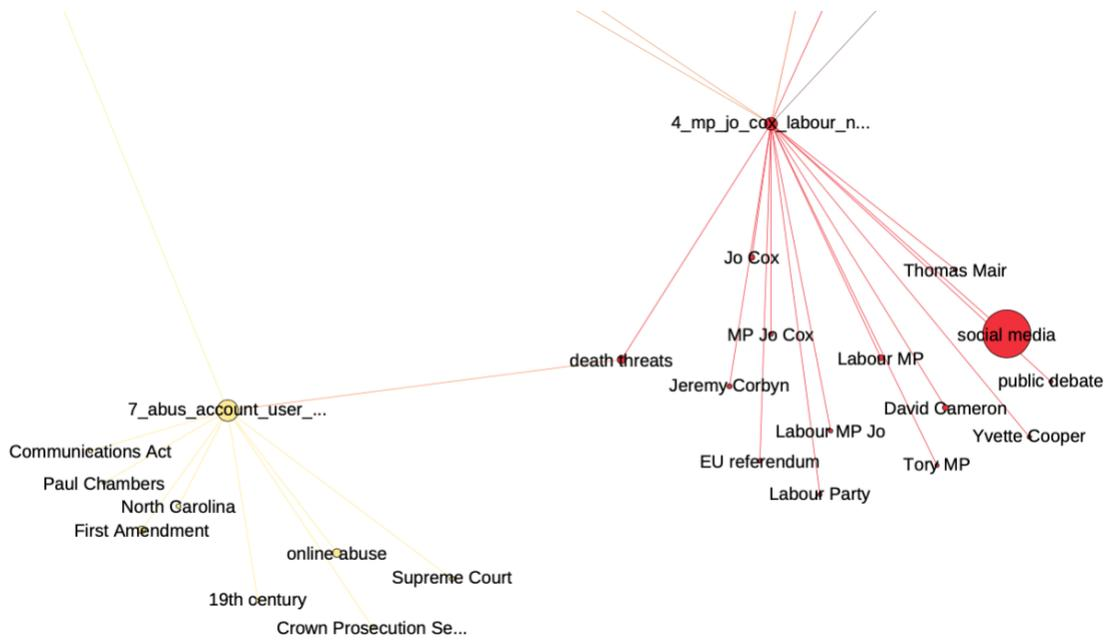 4_mp_jo_cox_labour_n...
Jo Cox
Thomas Mair
MP Jo Cox
social media
death threats
Labour MP
Jeremy Corbyn
public debate
7_abus_account_user_...
David Cameron
Labour MP Jo
Yvette Cooper
Communications Act
EU referendum
Tory MP
Paul Chambers
Labour Party
North Carolina
First Amendment
online abuse
Supreme Court
19th century
Crown Prosecution Se...